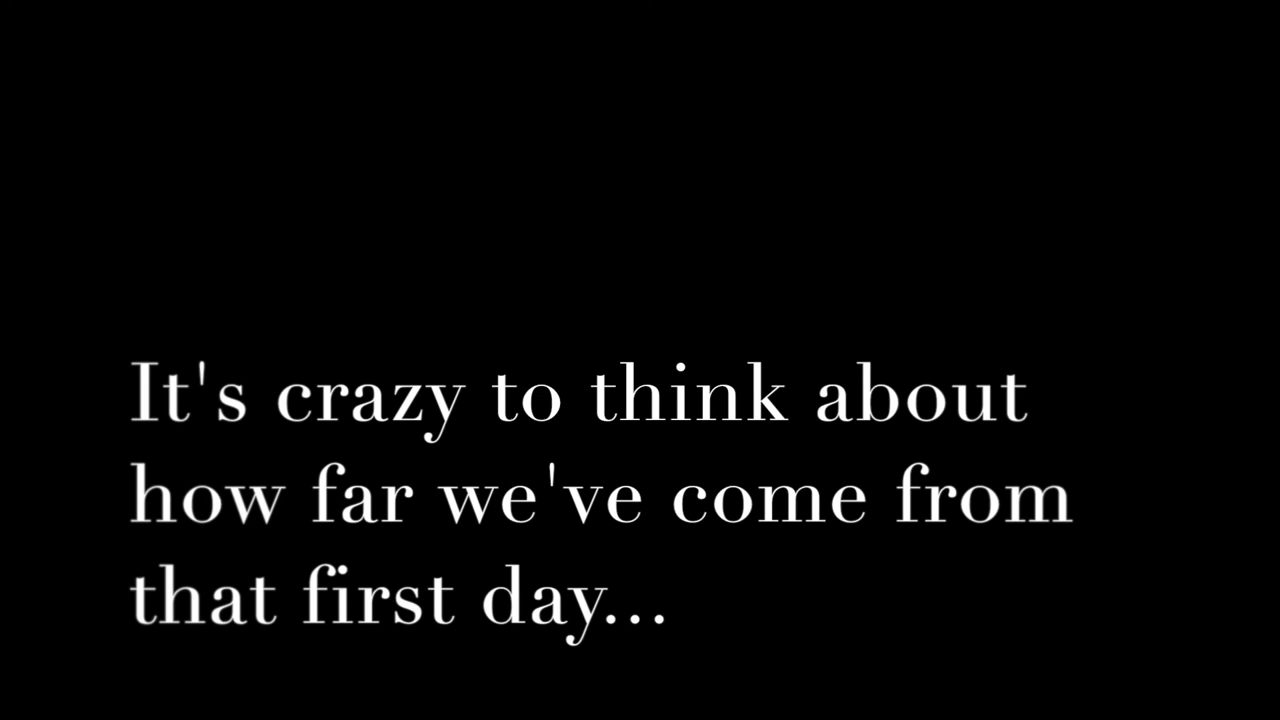 It's crazy to think about
how far we've come from
that first day...